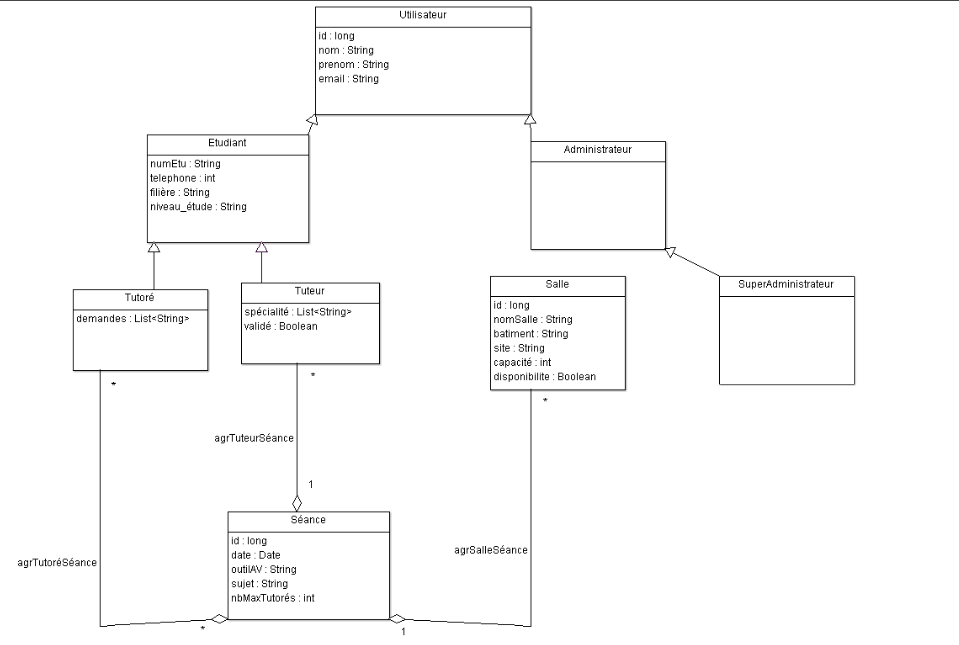 Utilisateur
id : long
nom : String
prenom : String
email : String
Etudiant
numEtu : String
telephone : int
filière : String
niveau_étude : String
Administrateur
Tutoré
demandes : List<String>
Tuteur
spécialité : List<String>
validé : Boolean
Salle
id : long
nomSalle : String
batiment : String
site : String
capacité : int
disponibilite : Boolean
SuperAdministrateur
*
*
*
agrTuteurSéance
1
Séance
id : long
date : Date
outilAV : String
sujet : String
nbMaxTutorés : int
agrTutoréSéance
agrSalleSéance
*
1